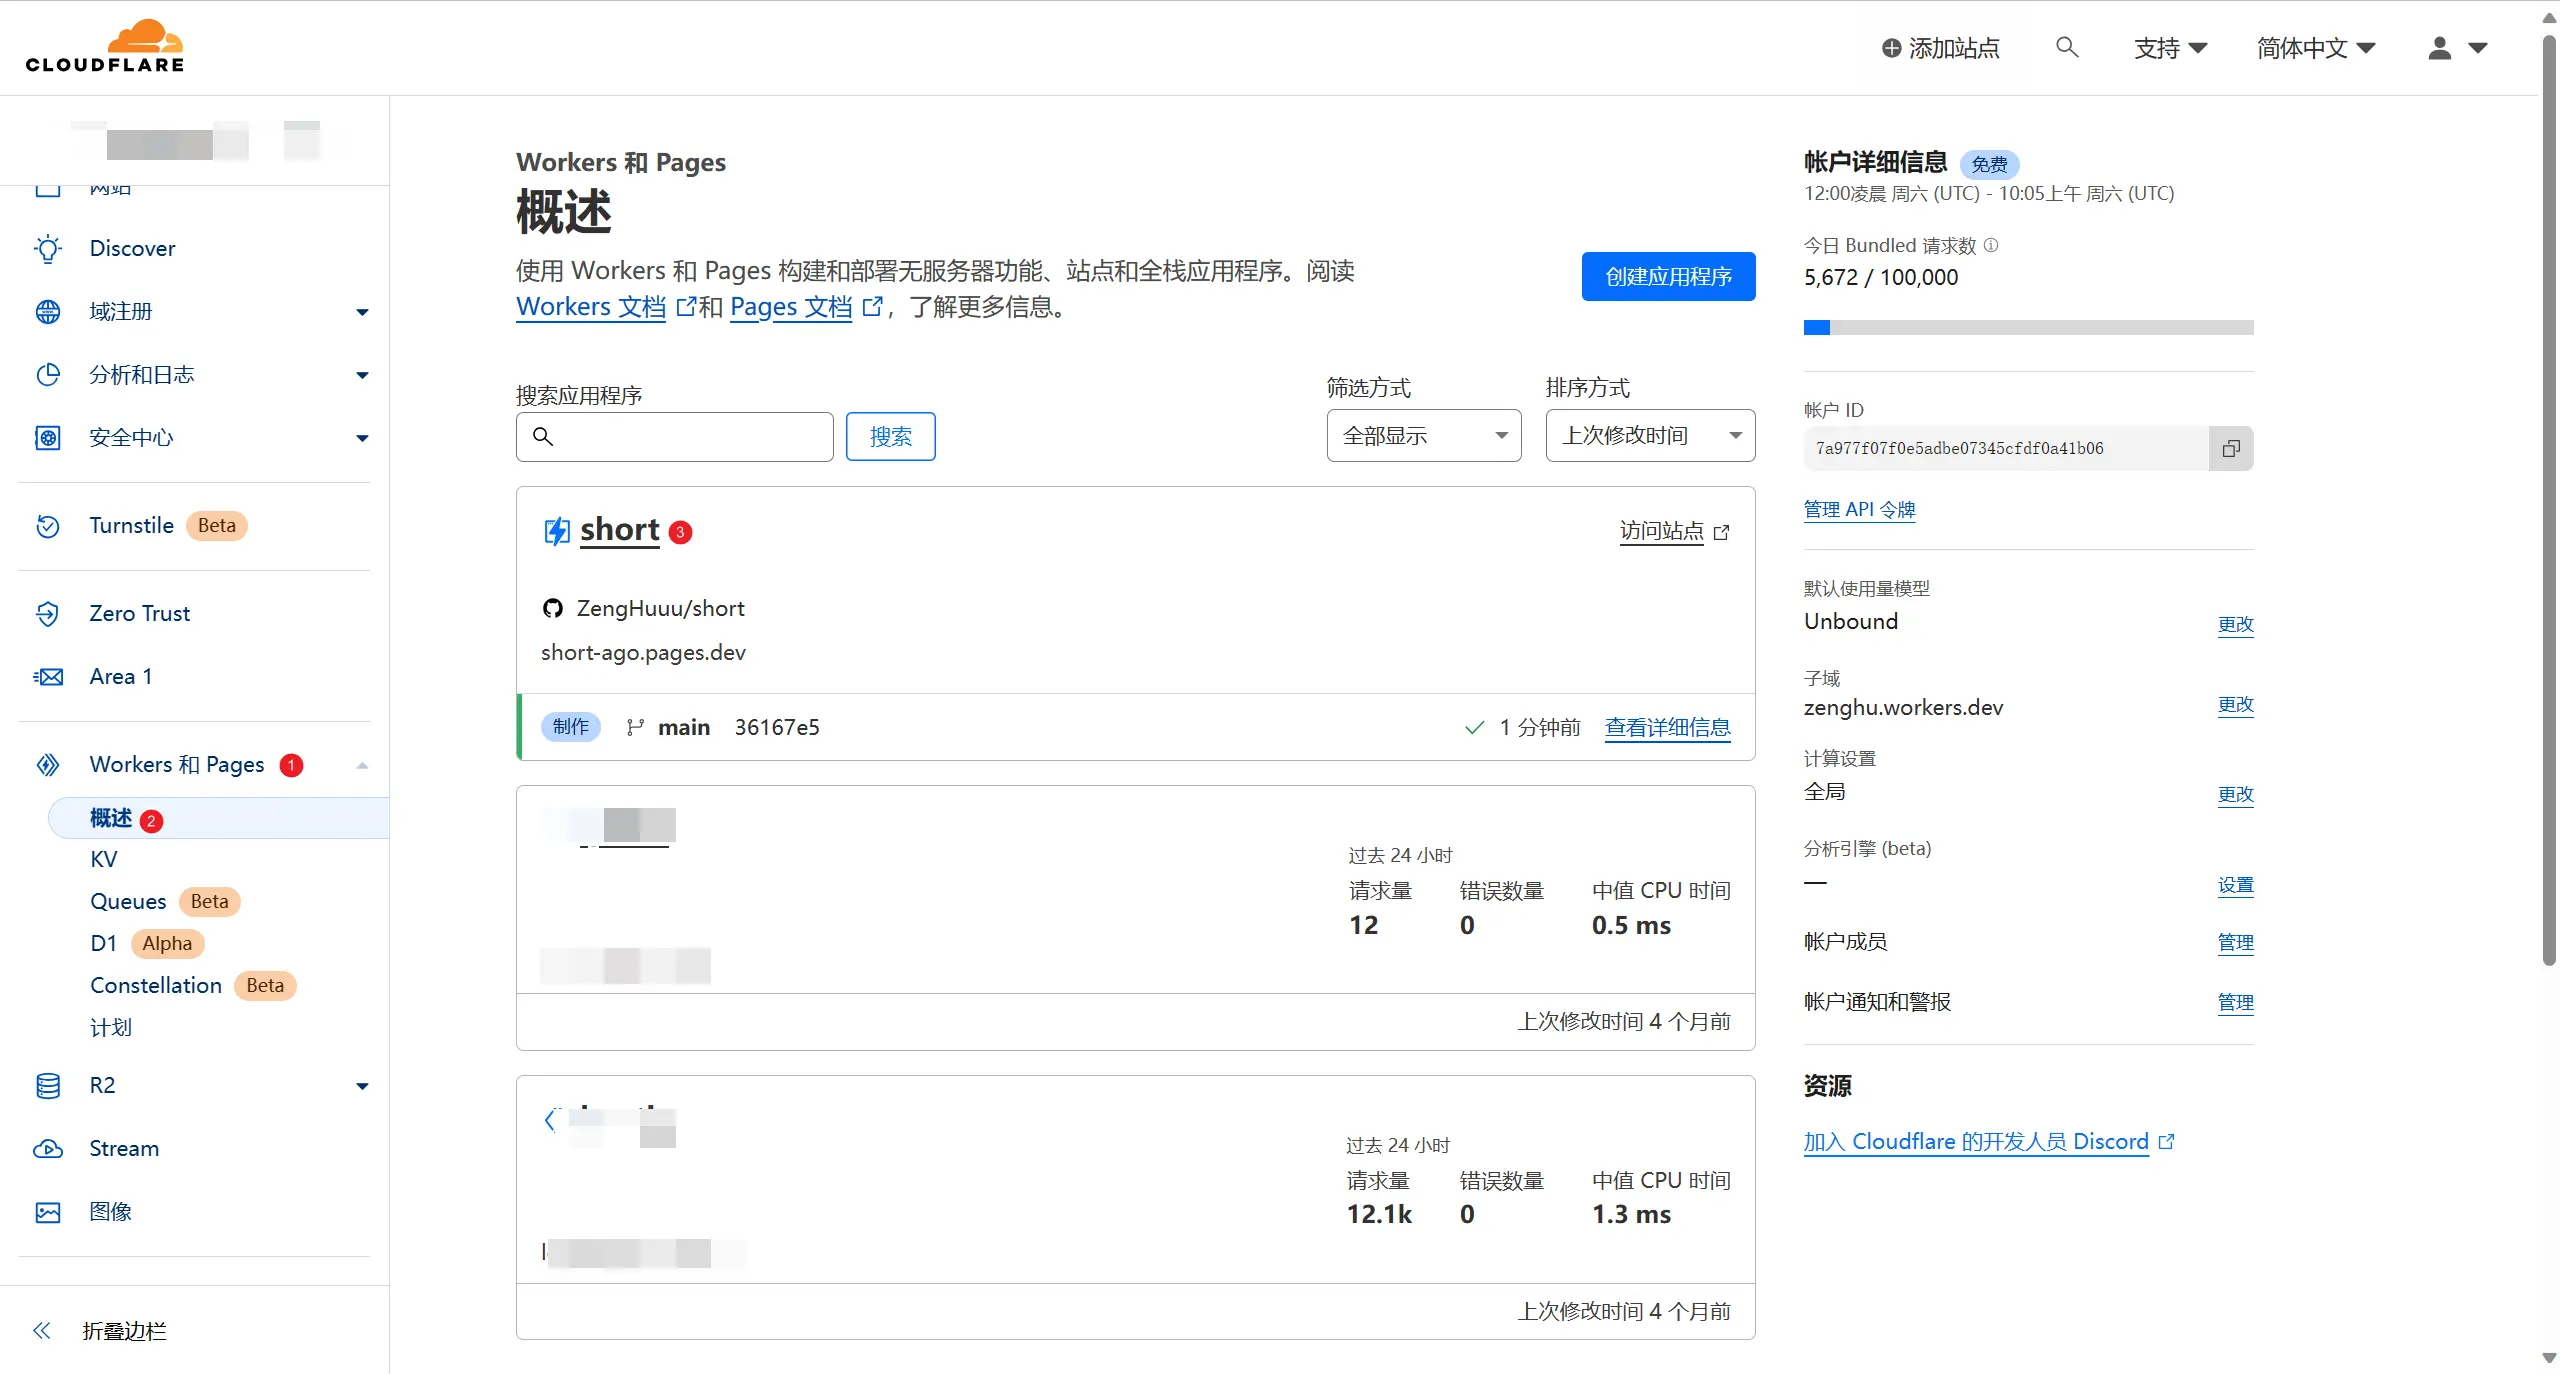 CLOUDFLARE
添加站点
支持
简体中文
网站
Discover
域注册
分析和日志
安全中心
Turnstile Beta
Zero Trust
Area 1
Workers 和 Pages 1
概述 2
KV
Queues Beta
D1 Alpha
Constellation Beta
计划
R2
Stream
图像
折叠边栏
Workers 和 Pages
概述
使用 Workers 和 Pages 构建和部署无服务器功能、站点和全栈应用程序。阅读
Workers 文档 和 Pages 文档 ，了解更多信息。
创建应用程序
搜索应用程序
搜索
筛选方式
全部显示
排序方式
上次修改时间
short 3
访问站点
ZengHuuu/short
short-ago.pages.dev
制作 main 36167e5
1 分钟前 查看详细信息
过去 24 小时
请求量 错误数量 中值 CPU 时间
12 0 0.5 ms
上次修改时间 4 个月前
过去 24 小时
请求量 错误数量 中值 CPU 时间
12.1k 0 1.3 ms
上次修改时间 4 个月前
帐户详细信息 免费
12:00凌晨 周六 (UTC) - 10:05上午 周六 (UTC)
今日 Bundled 请求数
5,672 / 100,000
帐户 ID
7a977f07f0e5adbe07345cfdf0a41b06
管理 API 令牌
默认使用量模型
Unbound 更改
子域
zenghu.workers.dev 更改
计算设置
全局 更改
分析引擎 (beta)
— 设置
帐户成员 管理
帐户通知和警报 管理
资源
加入 Cloudflare 的开发人员 Discord